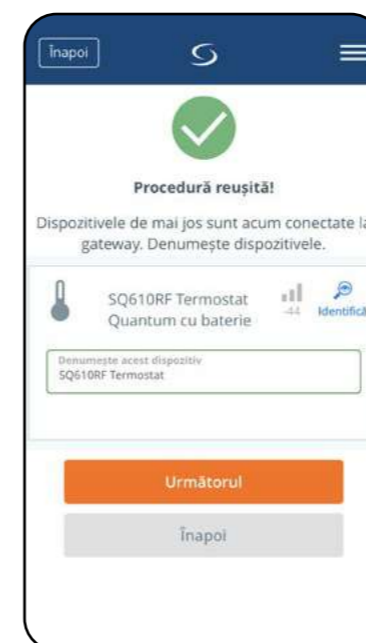 Înapoi
Procedură reușită!
Dispozitivele de mai jos sunt acum conectate la
gateway. Denumește dispozitivele.
SQ610RF Termostat
Quantum cu baterie
-44
Identifică
Denumește acest dispozitiv
SQ610RF Termostat
Următorul
Înapoi